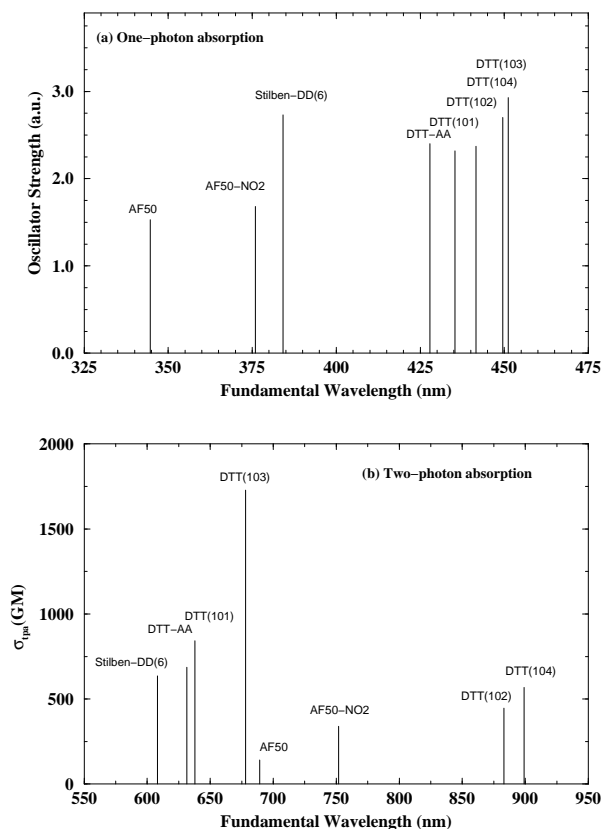 (a) One−photon absorption
DTT(103)
DTT(104)
Stilben−DD(6)
DTT(102)
DTT(101)
DTT−AA
AF50−NO2
AF50
Oscillator Strength (a.u.)
3.0
2.0
1.0
0.0
325 350 375 400 425 450 475
Fundamental Wavelength (nm)
(b) Two−photon absorption
DTT(103)
DTT(101)
DTT−AA
Stilben−DD(6)
DTT(104)
DTT(102)
AF50−NO2
AF50
σtpa(GM)
2000
1500
1000
500
0
550 600 650 700 750 800 850 900 950
Fundamental Wavelength (nm)